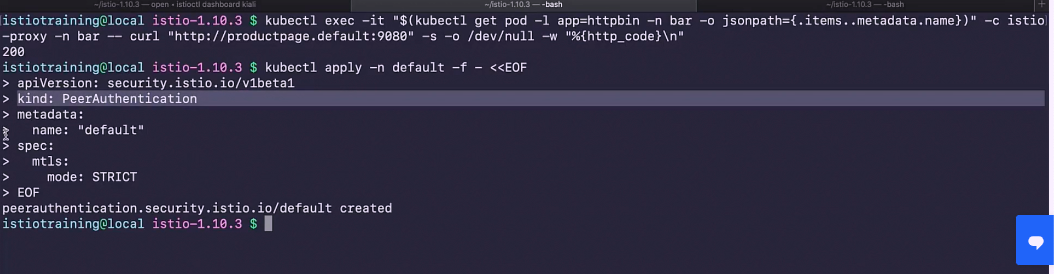 ~/istio-1.10.3 — open • istioctl dashboard kiali
~/istio-1.10.3 — -bash
~/istio-1.10.3 — -bash
istiotraining@local istio-1.10.3 $ kubectl exec -it "$(kubectl get pod -l app=httpbin -n bar -o jsonpath={.items..metadata.name})" -c istio
-proxy -n bar -- curl "http://productpage.default:9080" -s -o /dev/null -w "%{http_code}\n"
200
istiotraining@local istio-1.10.3 $ kubectl apply -n default -f - <<EOF
> apiVersion: security.istio.io/v1beta1
> kind: PeerAuthentication
> metadata:
>   name: "default"
> spec:
>   mtls:
>     mode: STRICT
> EOF
peerauthentication.security.istio.io/default created
istiotraining@local istio-1.10.3 $